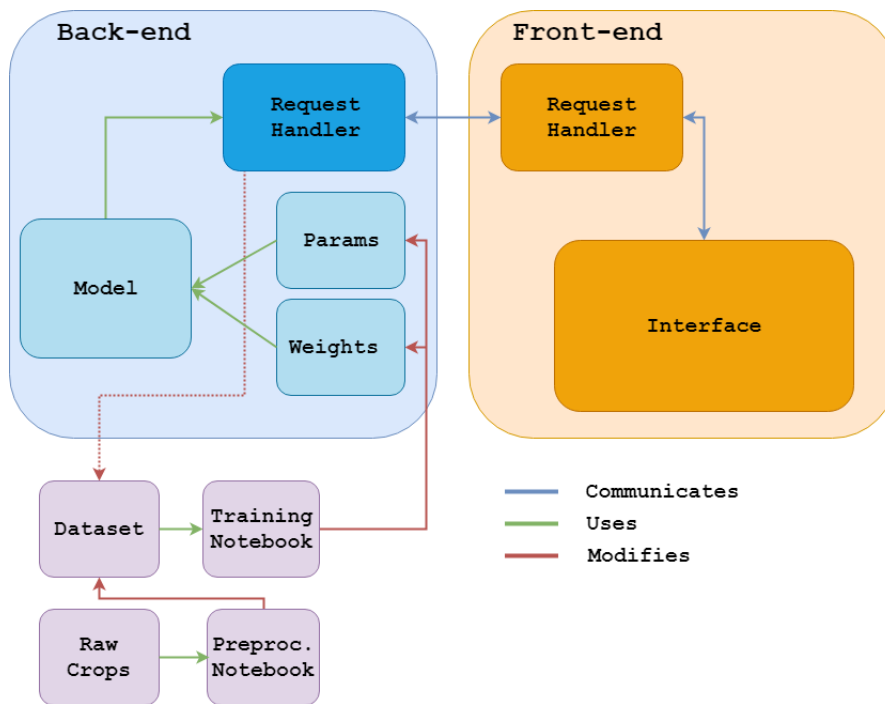 Back-end
Front-end
Request
Handler
Request
Handler
Params
Model
Interface
Weights
Communicates
Dataset
Training
Notebook
Uses
Modifies
Raw
Crops
Preproc.
Notebook